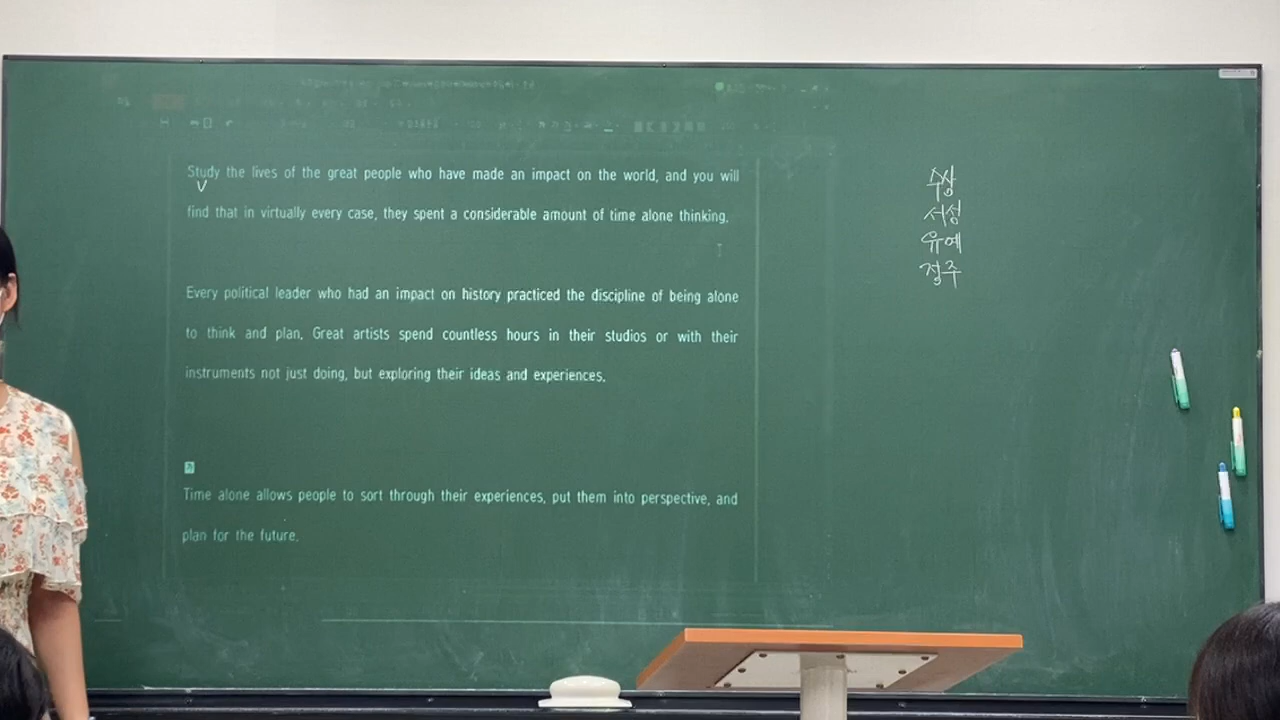 Study the lives of the great people who have made an impact on the world, and you will
V
find that in virtually every case, they spent a considerable amount of time alone thinking.
Every political leader who had an impact on history practiced the discipline of being alone
to think and plan. Great artists spend countless hours in their studios or with their
instruments not just doing, but exploring their ideas and experiences.
Time alone allows people to sort through their experiences, put them into perspective, and
plan for the future.
수상
서성
유예
정주